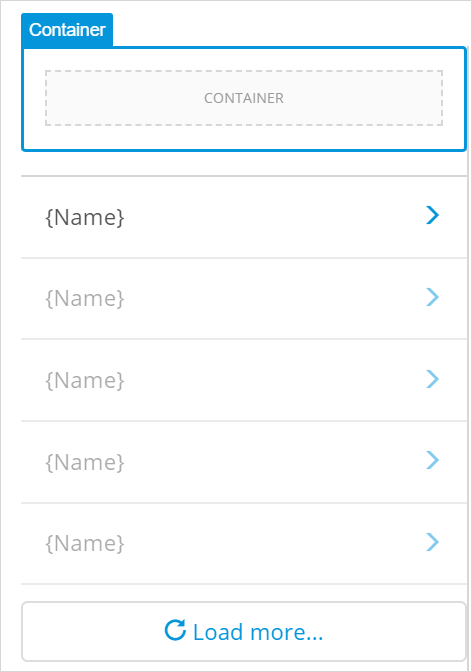 Container
CONTAINER
{Name}
{Name}
{Name}
{Name}
{Name}
Load more...